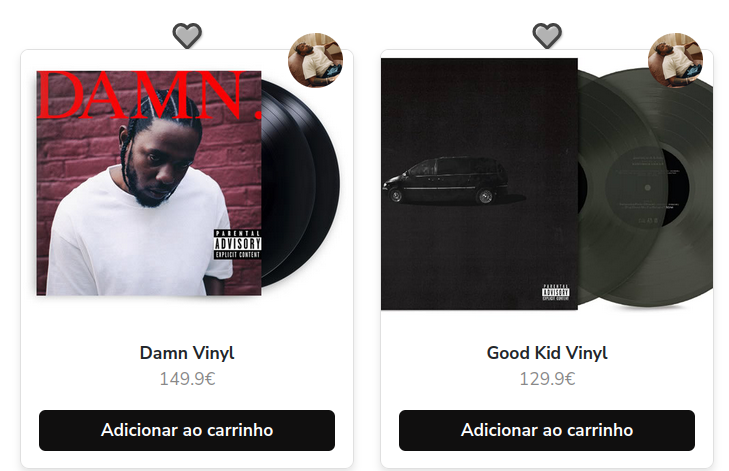 DAMN.
PARENTAL
ADVISORY
EXPLICIT CONTENT
PARENTAL
ADVISORY
EXPLICIT CONTENT
Damn Vinyl
149.9€
Adicionar ao carrinho
Good Kid Vinyl
129.9€
Adicionar ao carrinho